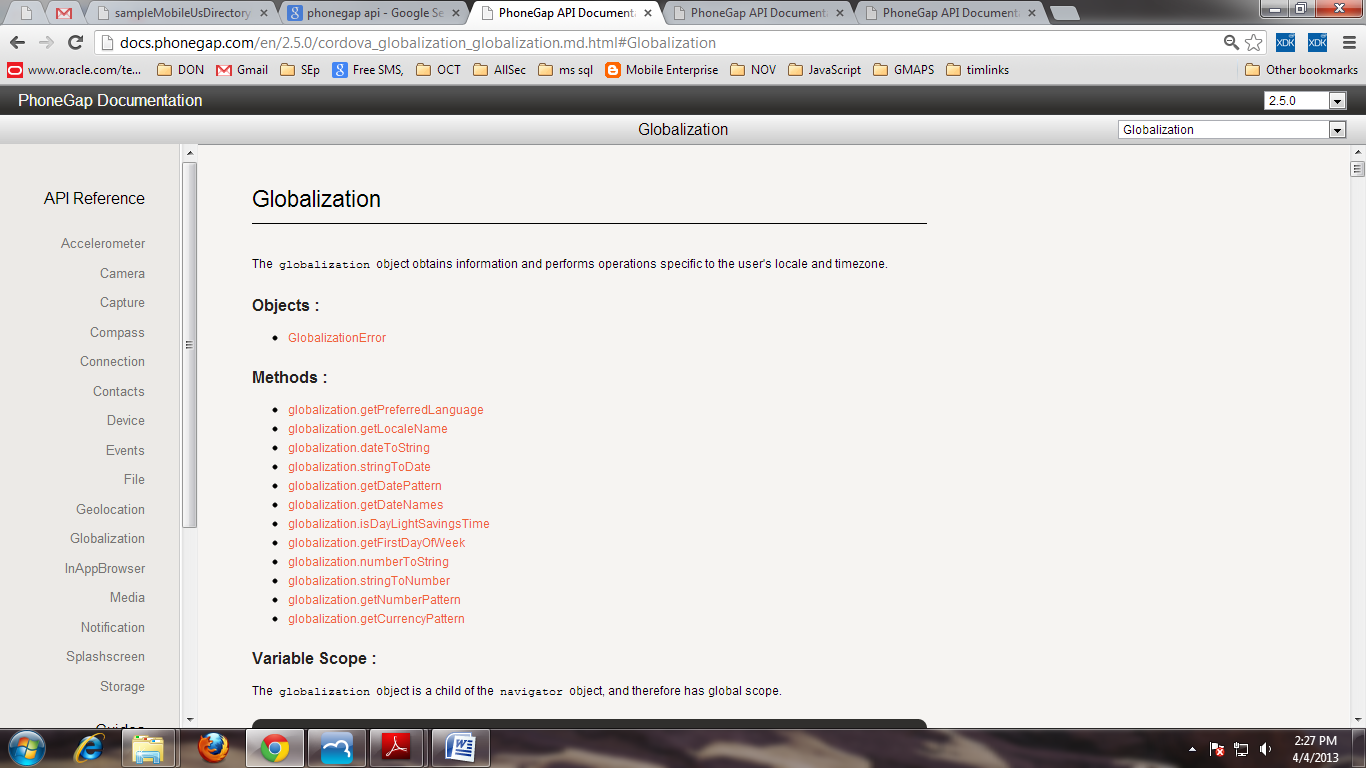 sampleMobileUsDirectory
phonegap api - Google Se
PhoneGap API Documenta
PhoneGap API Documenta
PhoneGap API Documenta
docs.phonegap.com/en/2.5.0/cordova_globalization_globalization.md.html#Globalization
XDK XDK
www.oracle.com/te... DON Gmail SEp Free SMS, OCT AllSec ms sql Mobile Enterprise NOV JavaScript GMAPS timlinks Other bookmarks
PhoneGap Documentation 2.5.0
Globalization Globalization
API Reference
Accelerometer
Camera
Capture
Compass
Connection
Contacts
Device
Events
File
Geolocation
Globalization
InAppBrowser
Media
Notification
Splashscreen
Storage
Guides
Globalization
The globalization object obtains information and performs operations specific to the user's locale and timezone.
Objects :
GlobalizationError
Methods :
globalization.getPreferredLanguage
globalization.getLocaleName
globalization.dateToString
globalization.stringToDate
globalization.getDatePattern
globalization.getDateNames
globalization.isDayLightSavingsTime
globalization.getFirstDayOfWeek
globalization.numberToString
globalization.stringToNumber
globalization.getNumberPattern
globalization.getCurrencyPattern
Variable Scope :
The globalization object is a child of the navigator object, and therefore has global scope.
2:27 PM
4/4/2013